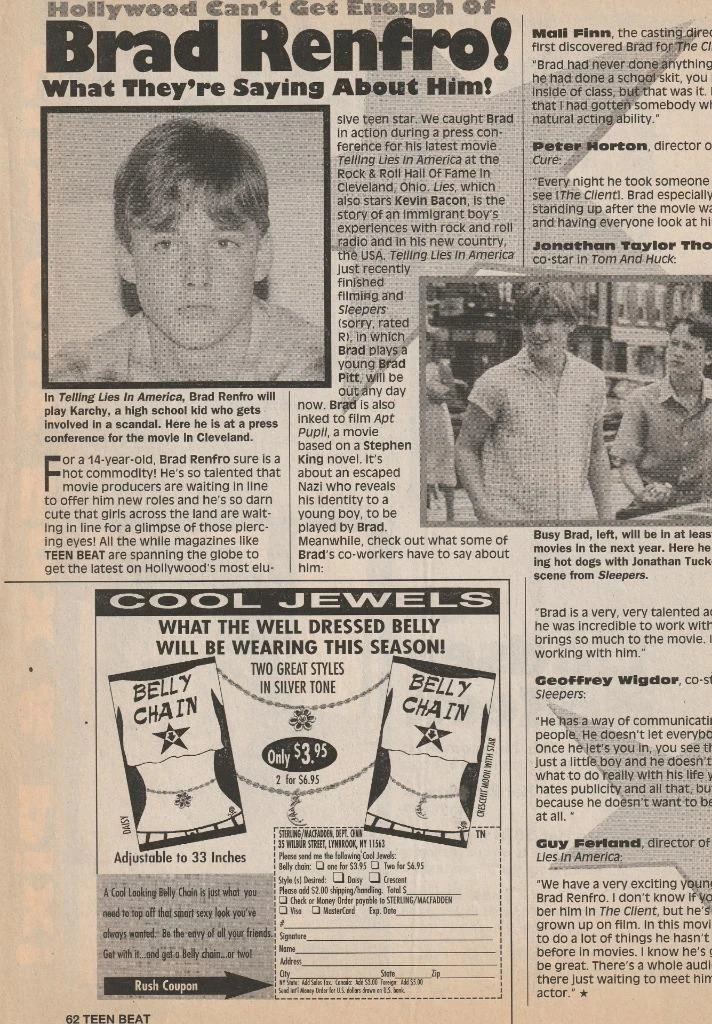 Hollywood Can't Get Enough Of
Brad Renfro!
What They're Saying About Him!
In Telling Lies In America, Brad Renfro will
play Karchy, a high school kid who gets
involved in a scandal. Here he is at a press
conference for the movie in Cleveland.
For a 14-year-old, Brad Renfro sure is a
hot commodity! He's so talented that
movie producers are waiting in line
to offer him new roles and he's so darn
cute that girls across the land are wait-
ing in line for a glimpse of those pierc-
ing eyes! All the while magazines like
TEEN BEAT are spanning the globe to
get the latest on Hollywood's most elu-
sive teen star. We caught Brad
in action during a press con-
ference for his latest movie
Telling Lies In America at the
Rock & Roll Hall Of Fame in
Cleveland, Ohio. Lies, which
also stars Kevin Bacon, is the
story of an immigrant boy's
experiences with rock and roll
radio and in his new country,
the USA. Telling Lies In America
just recently
finished
filming and
Sleepers
(sorry, rated
R), in which
Brad plays a
young Brad
Pitt, will be
out any day
now. Brad is also
inked to film Apt
Pupil, a movie
based on a Stephen
King novel. It's
about an escaped
Nazi who reveals
his identity to a
young boy, to be
played by Brad.
Meanwhile, check out what some of
Brad's co-workers have to say about
him:
Mali Finn, the casting direc
first discovered Brad for The Cl
"Brad had never done anything
he had done a school skit, you
inside of class, but that was it.
that I had gotten somebody wh
natural acting ability."
Peter Horton, director o
Cure:
"Every night he took someone
see [The Client]. Brad especially
standing up after the movie wa
and having everyone look at hi
Jonathan Taylor Tho
co-star in Tom And Huck:
Busy Brad, left, will be in at leas
movies in the next year. Here he
ing hot dogs with Jonathan Tuck
scene from Sleepers.
"Brad is a very, very talented a
he was incredible to work with
brings so much to the movie. I
working with him."
Geoffrey Wigdor, co-st
Sleepers:
"He has a way of communicati
people. He doesn't let everybo
Once he let's you in, you see th
just a little boy and he doesn't
what to do really with his life y
hates publicity and all that, bu
because he doesn't want to be
at all. "
Guy Ferland, director of
Lies In America:
"We have a very exciting young
Brad Renfro. I don't know if yo
ber him in The Client, but he's
grown up on film. In this movi
to do a lot of things he hasn't
before in movies. I know he's g
be great. There's a whole audi
there just waiting to meet him
actor." ★
COOL JEWELS
WHAT THE WELL DRESSED BELLY
WILL BE WEARING THIS SEASON!
TWO GREAT STYLES
IN SILVER TONE
BELLY
CHAIN
BELLY
CHAIN
Only $3.95
2 for $6.95
DAISY
CRESCENT MOON WITH STAR
Adjustable to 33 Inches
TN
A Cool Looking Belly Chain is just what you
need to top off that smart sexy look you've
always wanted. Be the envy of all your friends.
Get with it...and get a Belly chain...or two!
Rush Coupon
STERLING/MACFADDEN, DEPT. CHNN
35 WILBUR STREET, LYNBROOK, NY 11563
Please send me the following Cool Jewels:
Belly chain: ☐ one for $3.95 ☐ Two for $6.95
Style (s) Desired: ☐ Daisy ☐ Crescent
Please add $2.00 shipping/handling. Total $
☐ Check or Money Order payable to STERLING/MACFADDEN
☐ Visa ☐ MasterCard Exp. Date
#
Signature
Name
Address
City State Zip
NY State: Add Sales Tax. Canada: Add $3.00 Foreign: Add $5.00
Send Int'l Money Order for U.S. dollars drawn on U.S. bank.
62 TEEN BEAT